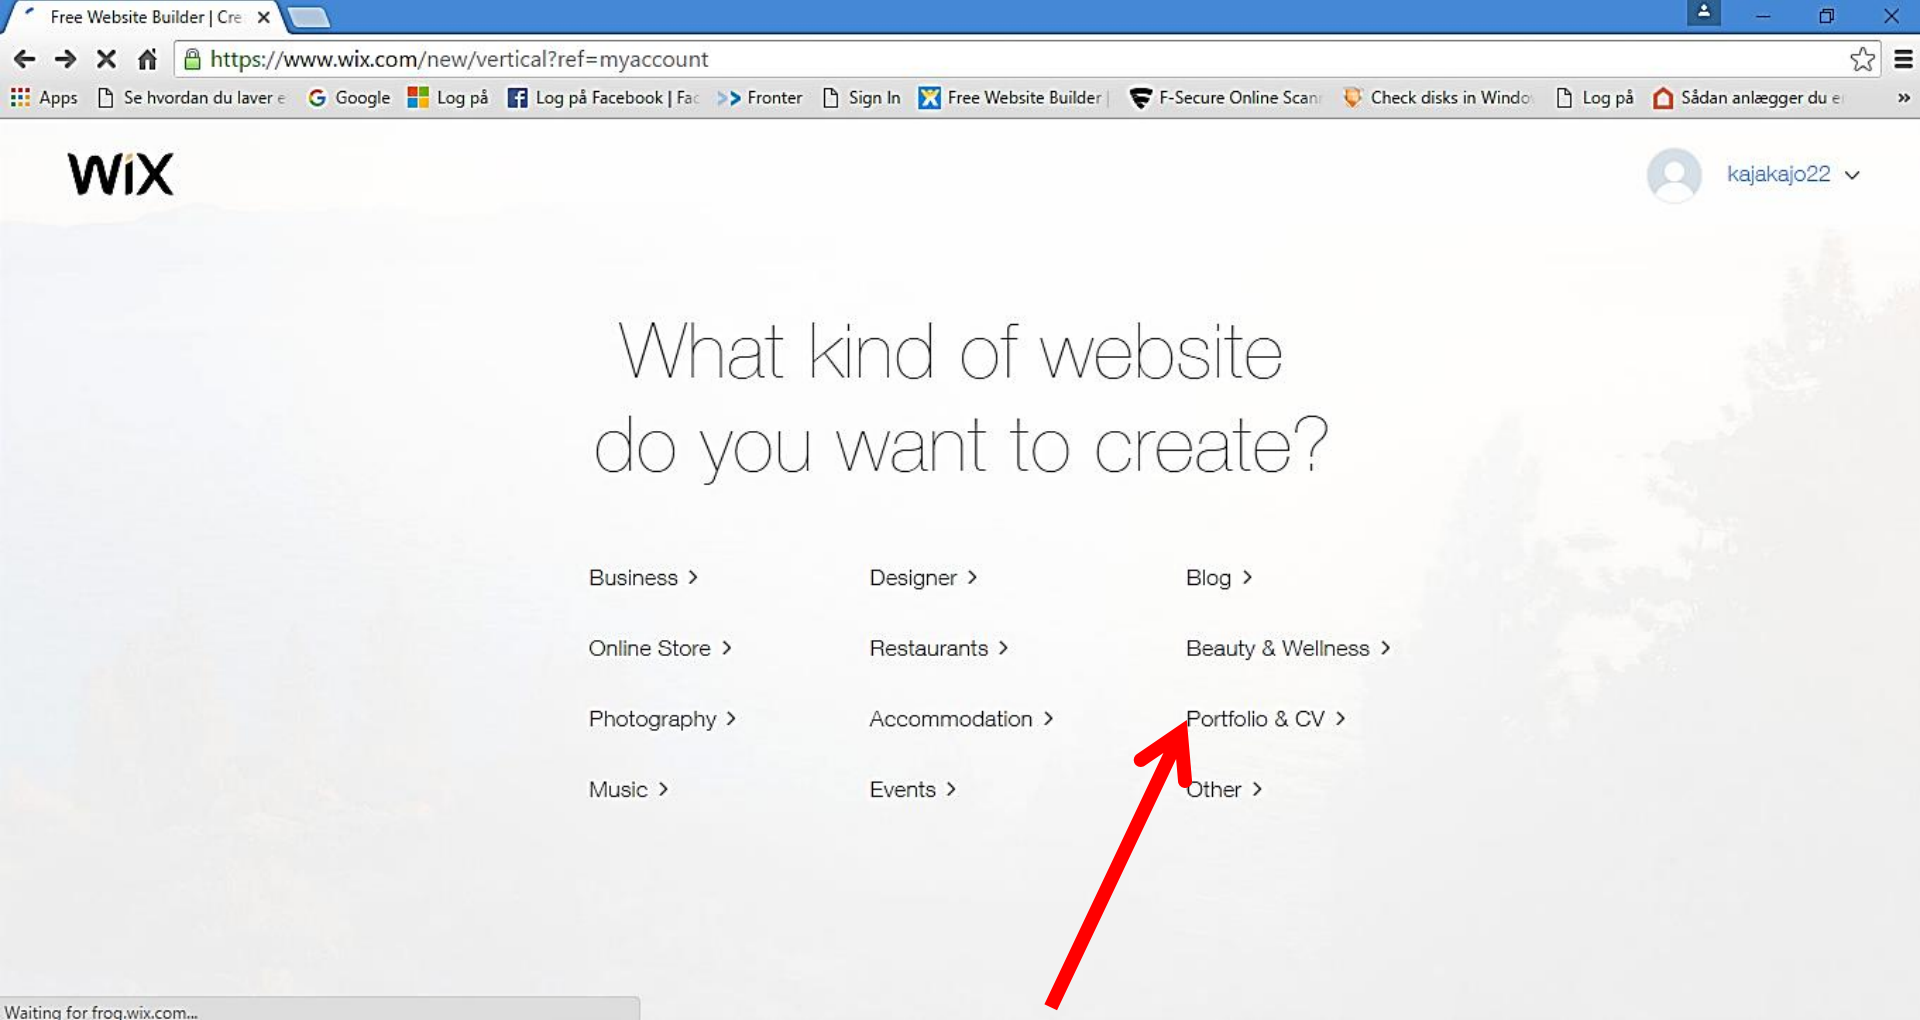 Free Website Builder | Cre
https://www.wix.com/new/vertical?ref=myaccount
Apps Se hvordan du laver e Google Log på Log på Facebook | Fac Fronter Sign In Free Website Builder | F-Secure Online Scan Check disks in Windo Log på Sådan anlægger du e
WiX
kajakajo22
What kind of website
do you want to create?
Business > Designer > Blog >
Online Store > Restaurants > Beauty & Wellness >
Photography > Accommodation > Portfolio & CV >
Music > Events > Other >
Waiting for frog.wix.com...